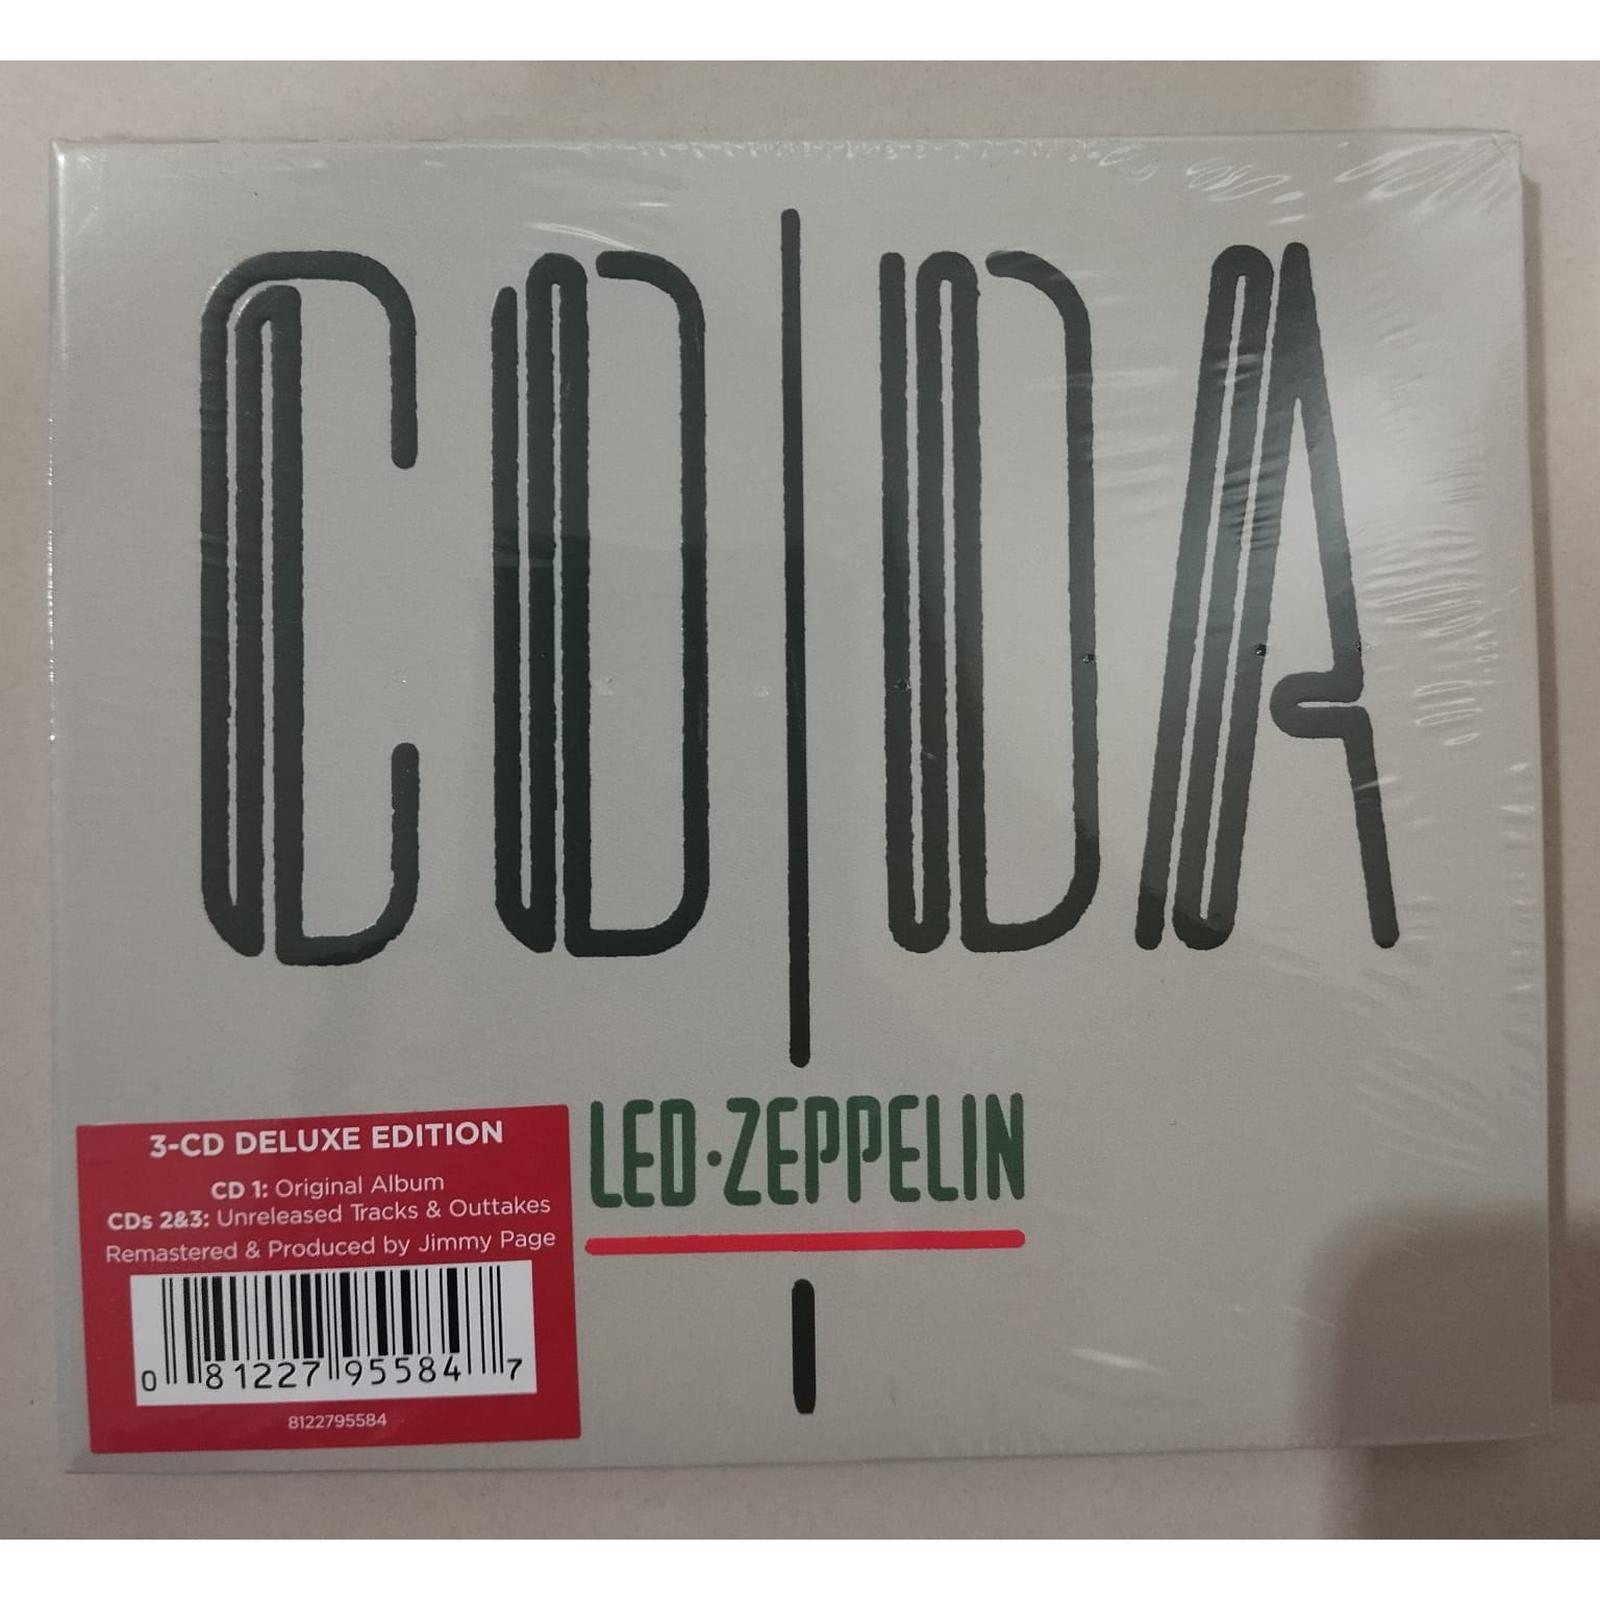 CODA
LED·ZEPPELIN
3-CD DELUXE EDITION
CD 1: Original Album
CDs 2&3: Unreleased Tracks & Outtakes
Remastered & Produced by Jimmy Page
0 81227 95584 7
8122795584